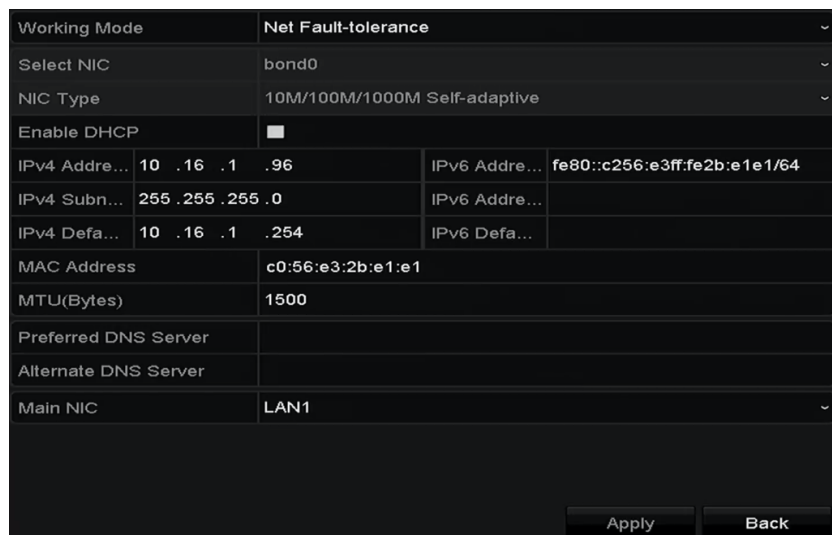 Working Mode Net Fault-tolerance
Select NIC bond0
NIC Type 10M/100M/1000M Self-adaptive
Enable DHCP
IPv4 Addre... 10 .16 .1 .96 IPv6 Addre... fe80::c256:e3ff:fe2b:e1e1/64
IPv4 Subn... 255.255.255.0 IPv6 Addre...
IPv4 Defa... 10 .16 .1 .254 IPv6 Defa...
MAC Address c0:56:e3:2b:e1:e1
MTU(Bytes) 1500
Preferred DNS Server
Alternate DNS Server
Main NIC LAN1
Apply Back